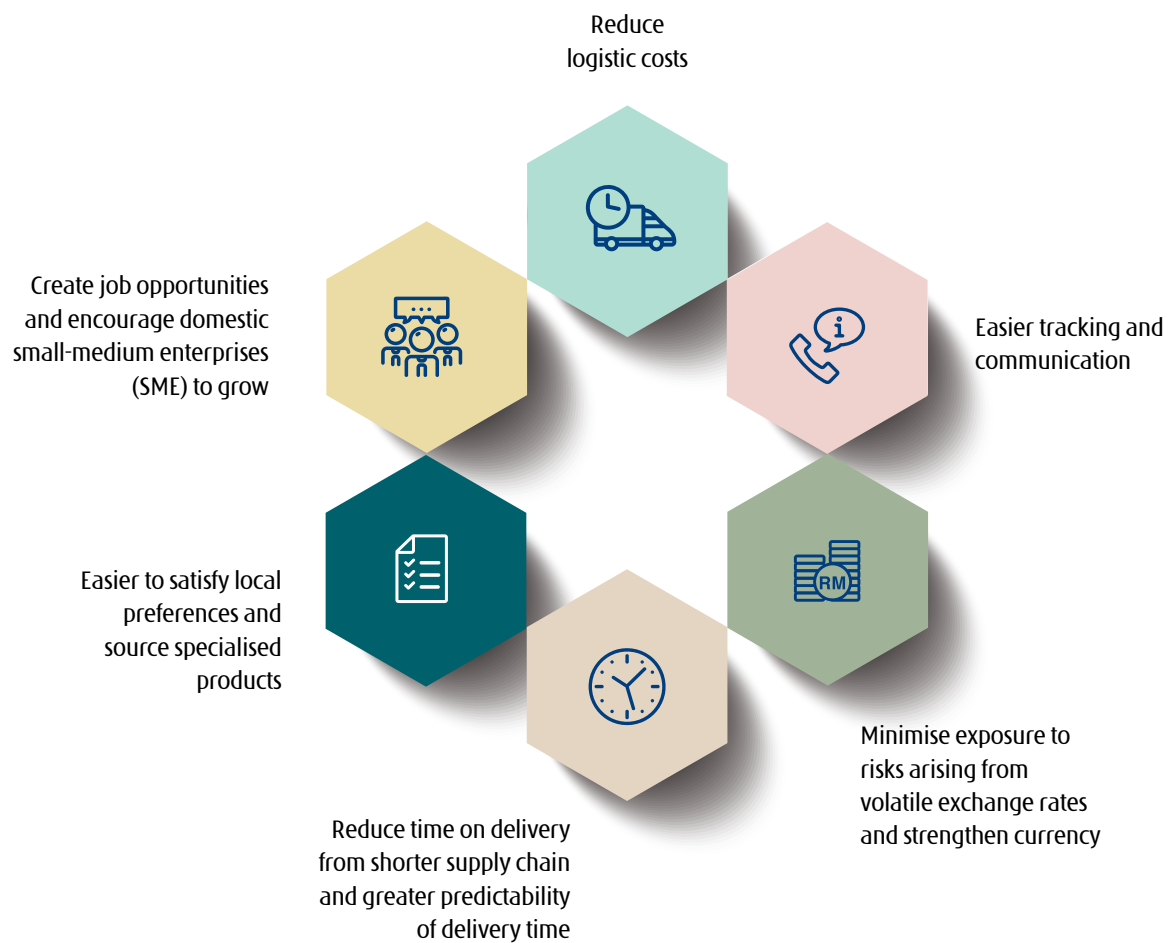 Reduce
logistic costs
Easier tracking and
communication
RM
Minimise exposure to
risks arising from
volatile exchange rates
and strengthen currency
Reduce time on delivery
from shorter supply chain
and greater predictability
of delivery time
Easier to satisfy local
preferences and
source specialised
products
Create job opportunities
and encourage domestic
small-medium enterprises
(SME) to grow
i